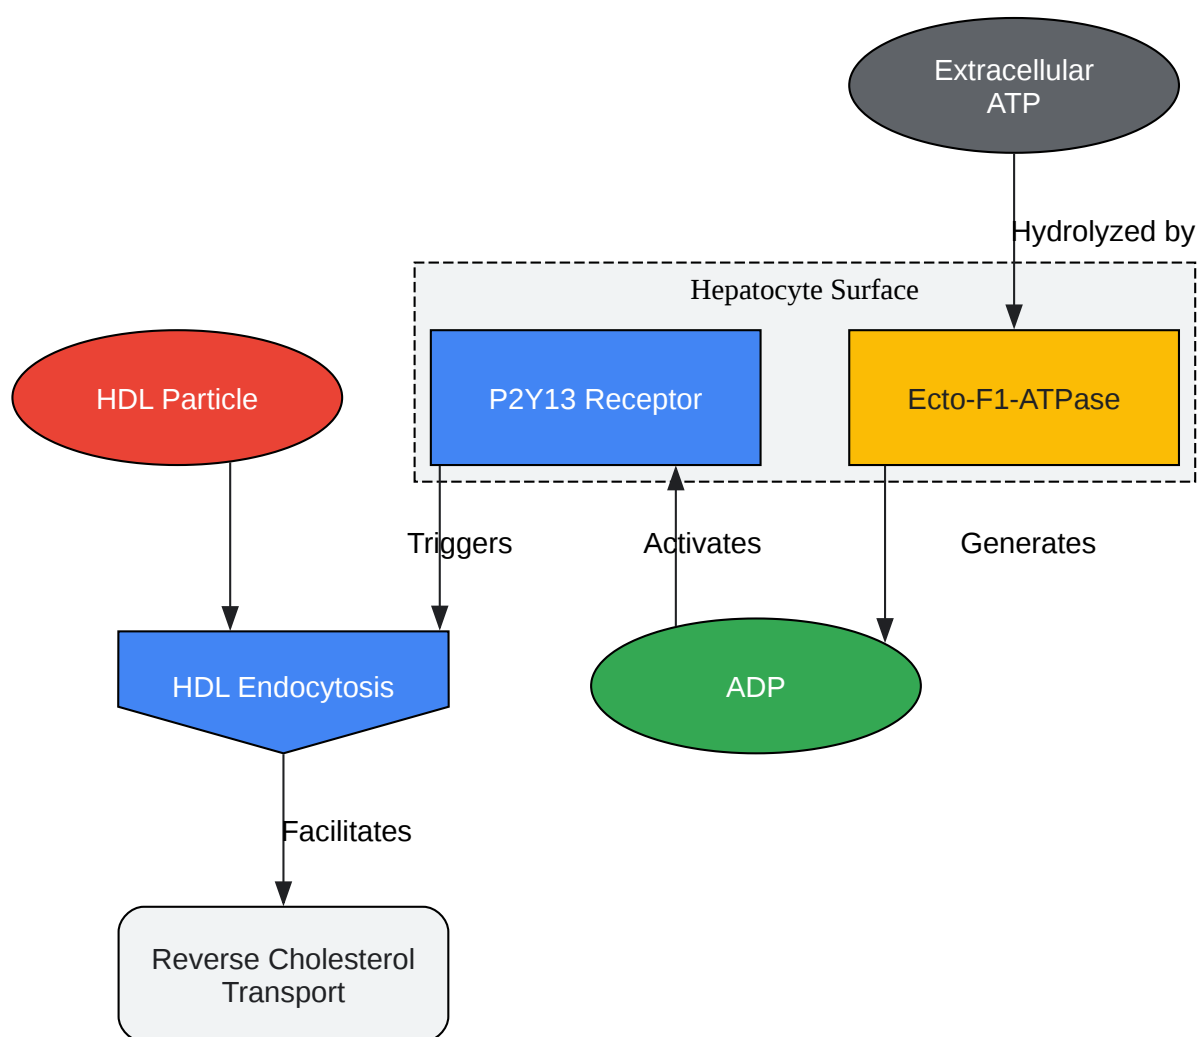 Extracellular
ATP
Hydrolyzed by
Hepatocyte Surface
HDL Particle
P2Y13 Receptor
Ecto-F1-ATPase
Triggers
Activates
Generates
HDL Endocytosis
ADP
Facilitates
Reverse Cholesterol
Transport